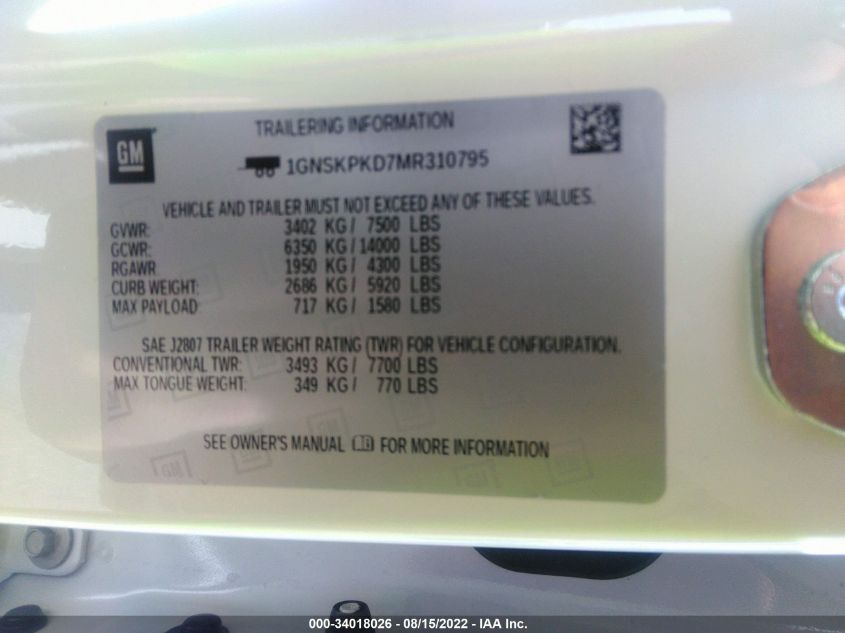 GM
TRAILERING INFORMATION
1GNSKPKD7MR310795
VEHICLE AND TRAILER MUST NOT EXCEED ANY OF THESE VALUES.
GVWR: 3402 KG / 7500 LBS
GCWR: 6350 KG / 14000 LBS
RGAWR: 1950 KG / 4300 LBS
CURB WEIGHT: 2686 KG / 5920 LBS
MAX PAYLOAD: 717 KG / 1580 LBS
SAE J2807 TRAILER WEIGHT RATING (TWR) FOR VEHICLE CONFIGURATION.
CONVENTIONAL TWR: 3493 KG / 7700 LBS
MAX TONGUE WEIGHT: 349 KG / 770 LBS
SEE OWNER'S MANUAL FOR MORE INFORMATION
GM
000-34018026 - 08/15/2022 - IAA Inc.